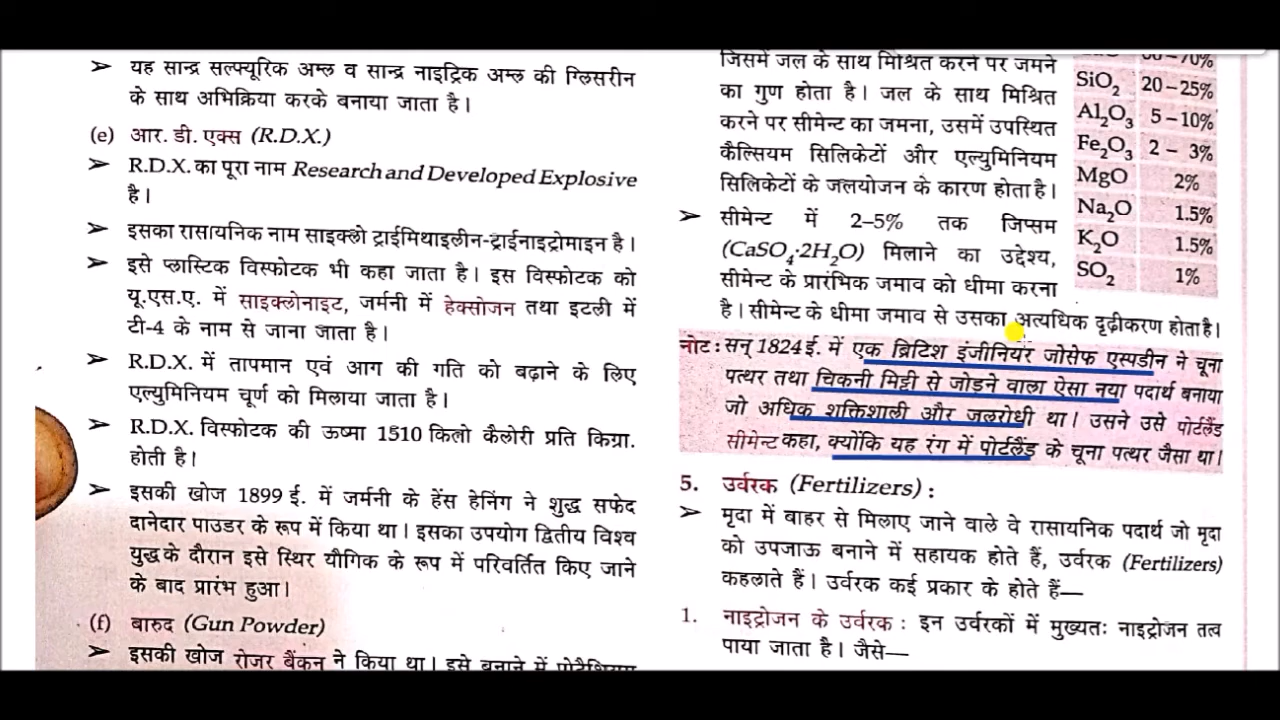 यह सान्द्र सल्फ्यूरिक अम्ल व सान्द्र नाइट्रिक अम्ल की ग्लिसरीन
के साथ अभिक्रिया करके बनाया जाता है।
(e) आर. डी. एक्स (R.D.X.)
R.D.X. का पूरा नाम Research and Developed Explosive
है।
इसका रासायनिक नाम साइक्लो ट्राईमिथाइलीन-ट्राईनाइट्रोमाइन है।
इसे प्लास्टिक विस्फोटक भी कहा जाता है। इस विस्फोटक को
यू.एस.ए. में साइक्लोनाइट, जर्मनी में हेक्सोजन तथा इटली में
टी-4 के नाम से जाना जाता है।
R.D.X. में तापमान एवं आग की गति को बढ़ाने के लिए
एल्युमिनियम चूर्ण को मिलाया जाता है।
R.D.X. विस्फोटक की ऊष्मा 1510 किलो कैलोरी प्रति किग्रा.
होती है।
इसकी खोज 1899 ई. में जर्मनी के हेंस हेनिंग ने शुद्ध सफेद
दानेदार पाउडर के रूप में किया था। इसका उपयोग द्वितीय विश्व
युद्ध के दौरान इसे स्थिर यौगिक के रूप में परिवर्तित किए जाने
के बाद प्रारंभ हुआ।
(f) बारुद (Gun Powder)
इसकी खोज रोजर बैंकन ने किया था। इसे बनाने में पोटैशियम
जिसमें जल के साथ मिश्रित करने पर जमने
का गुण होता है। जल के साथ मिश्रित
करने पर सीमेन्ट का जमना, उसमें उपस्थित
कैल्सियम सिलिकेटों और एल्युमिनियम
सिलिकेटों के जलयोजन के कारण होता है।
सीमेन्ट में 2–5% तक जिप्सम
(CaSO₄·2H₂O) मिलाने का उद्देश्य,
सीमेन्ट के प्रारंभिक जमाव को धीमा करना
है। सीमेन्ट के धीमा जमाव से उसका अत्यधिक दृढ़ीकरण होता है।
SiO₂ 20–25%
Al₂O₃ 5–10%
Fe₂O₃ 2–3%
MgO 2%
Na₂O 1.5%
K₂O 1.5%
SO₂ 1%
नोट: सन् 1824 ई. में एक ब्रिटिश इंजीनियर जोसेफ एस्पडीन ने चूना
पत्थर तथा चिकनी मिट्टी से जोड़ने वाला ऐसा नया पदार्थ बनाया
जो अधिक शक्तिशाली और जलरोधी था। उसने उसे पोर्टलैंड
सीमेन्ट कहा, क्योंकि यह रंग में पोर्टलैंड के चूना पत्थर जैसा था।
5. उर्वरक (Fertilizers) :
मृदा में बाहर से मिलाए जाने वाले वे रासायनिक पदार्थ जो मृदा
को उपजाऊ बनाने में सहायक होते हैं, उर्वरक (Fertilizers)
कहलाते हैं। उर्वरक कई प्रकार के होते हैं—
1. नाइट्रोजन के उर्वरक : इन उर्वरकों में मुख्यतः नाइट्रोजन तत्व
पाया जाता है। जैसे—